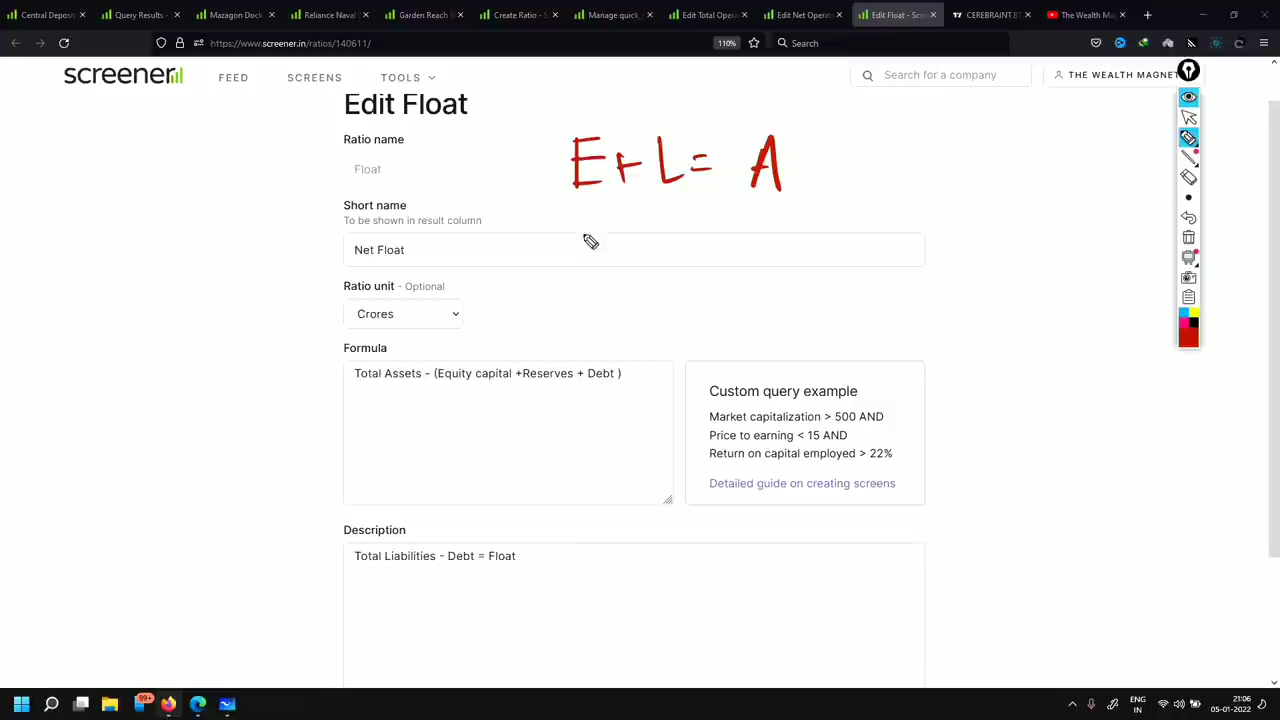 Central Deposit
Query Results -
Mazagon Dock
Reliance Naval
Garden Reach
Create Ratio - S
Manage quick_
Edit Total Opera
Edit Net Operat
Edit Float - Scre
CEREBRAINT 8T
The Wealth Mag
https://www.screener.in/ratios/140611/
110%
Search
screener
FEED
SCREENS
TOOLS
Search for a company
THE WEALTH MAGNET
Edit Float
Ratio name
Float
E+L= A
Short name
To be shown in result column
Net Float
Ratio unit - Optional
Crores
Formula
Total Assets - (Equity capital +Reserves + Debt )
Custom query example
Market capitalization > 500 AND
Price to earning < 15 AND
Return on capital employed > 22%
Detailed guide on creating screens
Description
Total Liabilities - Debt = Float
99+
ENG
IN
21:06
05-01-2022